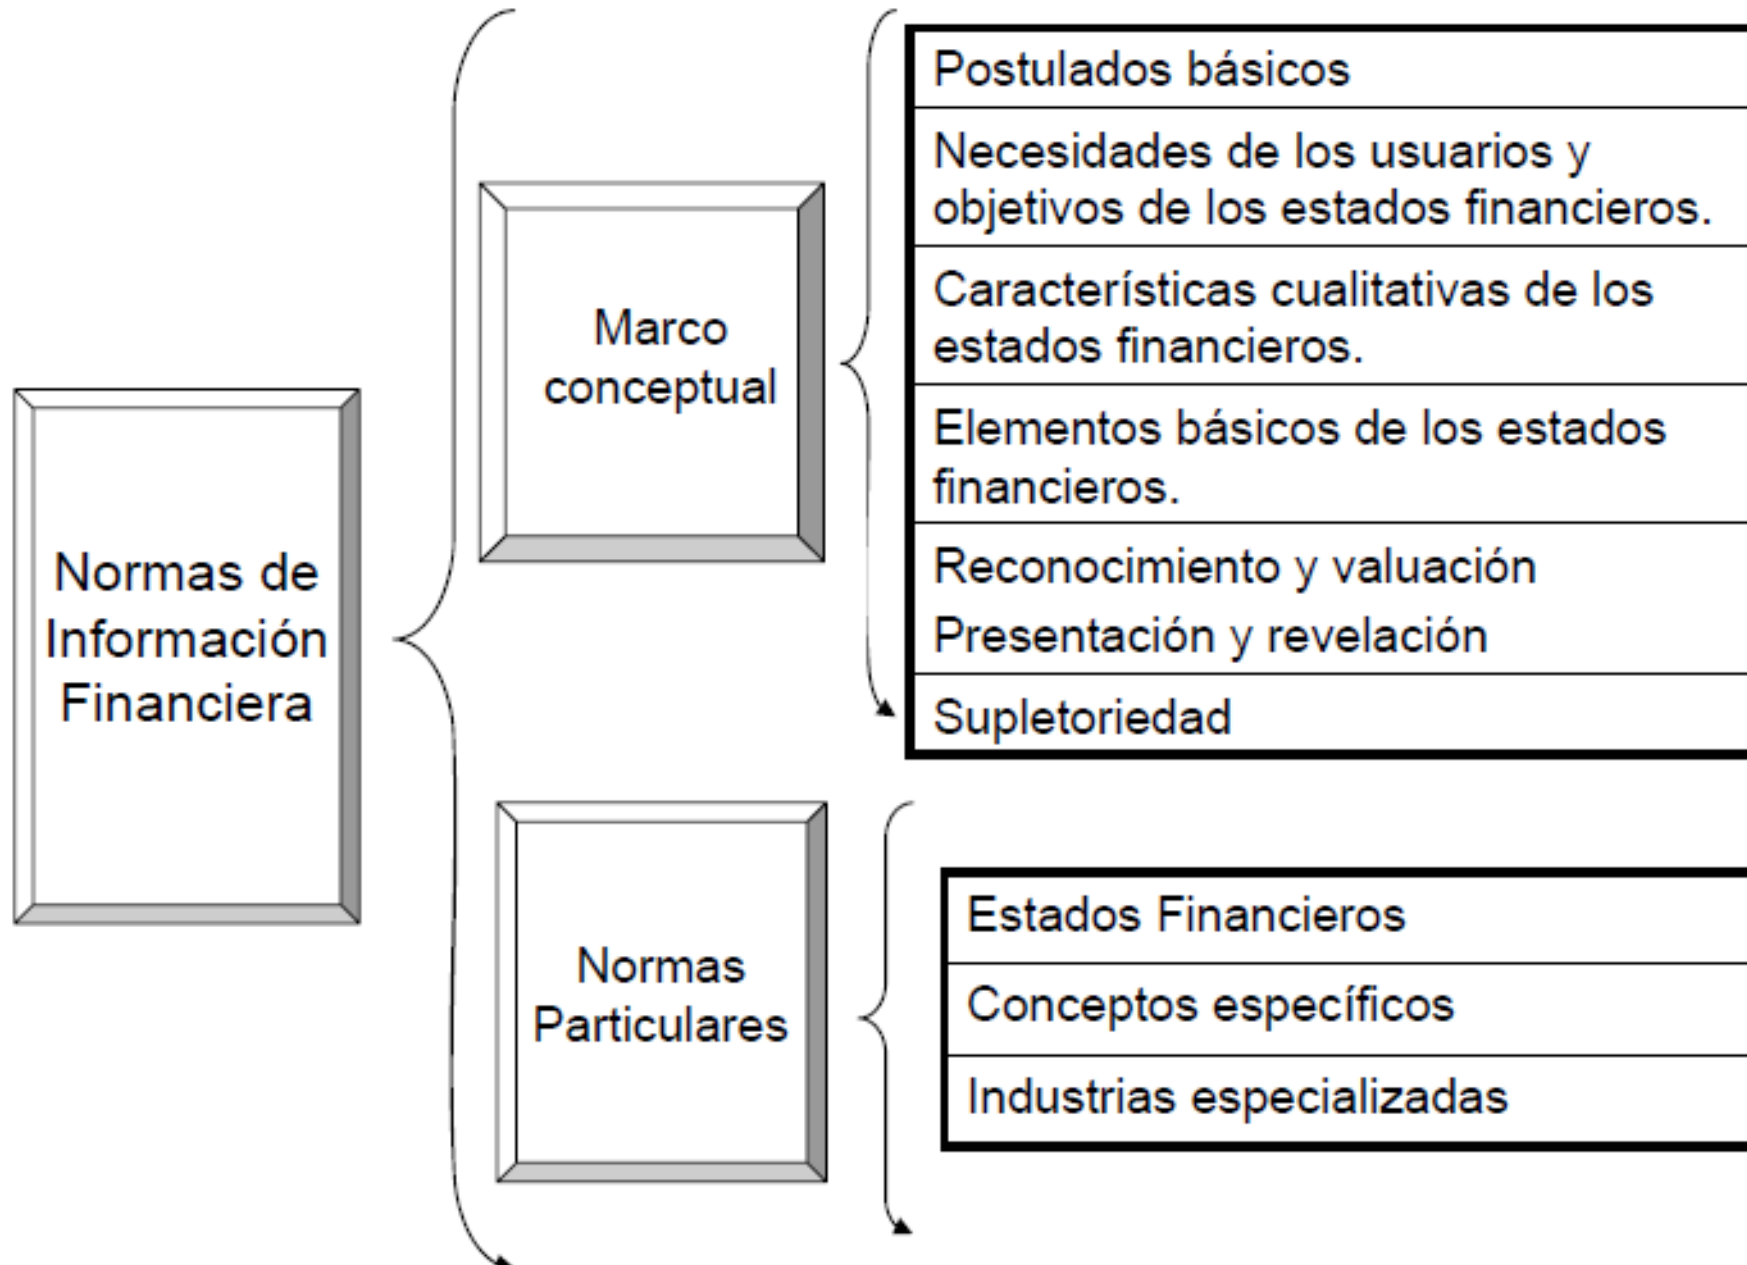 Normas de
Información
Financiera
Marco
conceptual
Postulados básicos
Necesidades de los usuarios y
objetivos de los estados financieros.
Características cualitativas de los
estados financieros.
Elementos básicos de los estados
financieros.
Reconocimiento y valuación
Presentación y revelación
Supletoriedad
Normas
Particulares
Estados Financieros
Conceptos específicos
Industrias especializadas